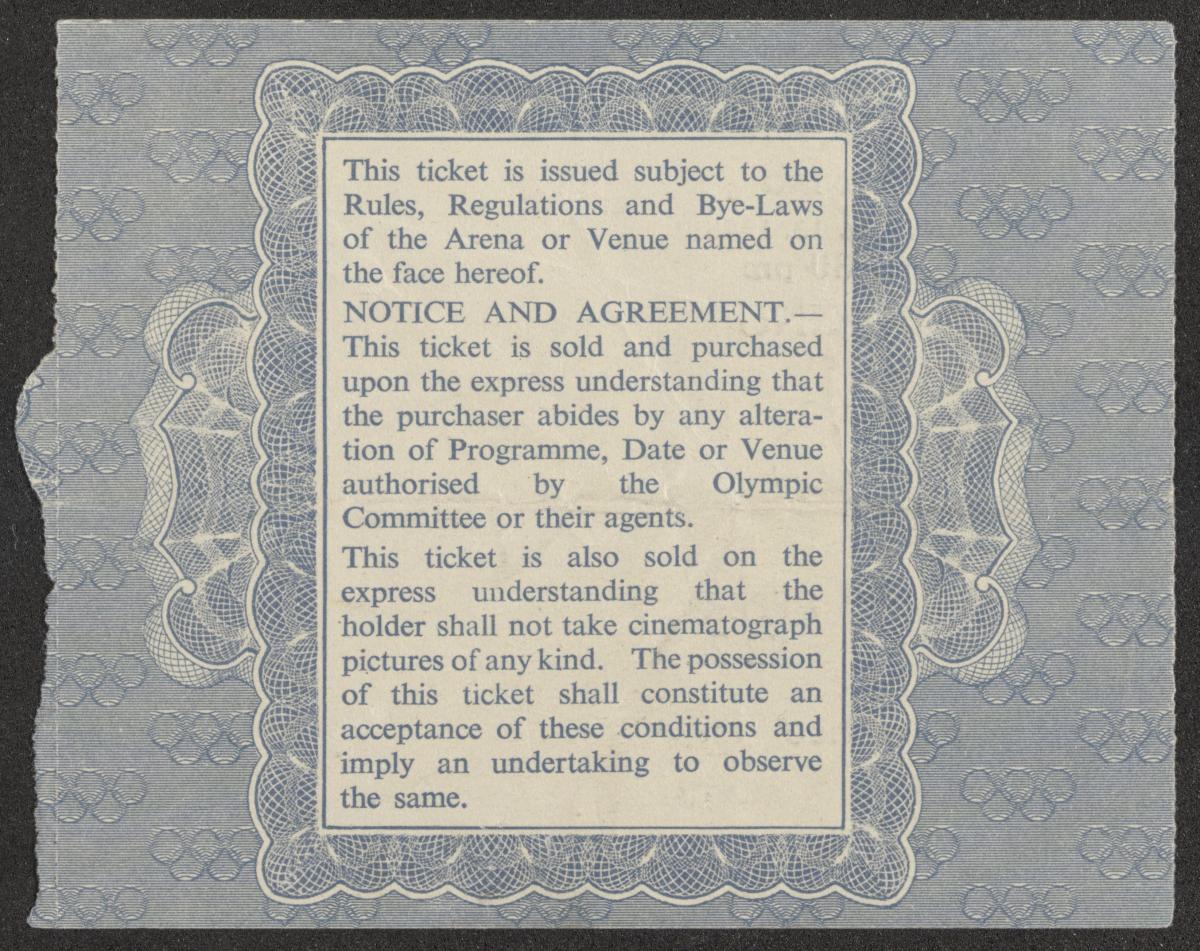 This ticket is issued subject to the
Rules, Regulations and Bye-Laws
of the Arena or Venue named on
the face hereof.
NOTICE AND AGREEMENT.—
This ticket is sold and purchased
upon the express understanding that
the purchaser abides by any altera-
tion of Programme, Date or Venue
authorised by the Olympic
Committee or their agents.
This ticket is also sold on the
express understanding that the
holder shall not take cinematograph
pictures of any kind. The possession
of this ticket shall constitute an
acceptance of these conditions and
imply an undertaking to observe
the same.